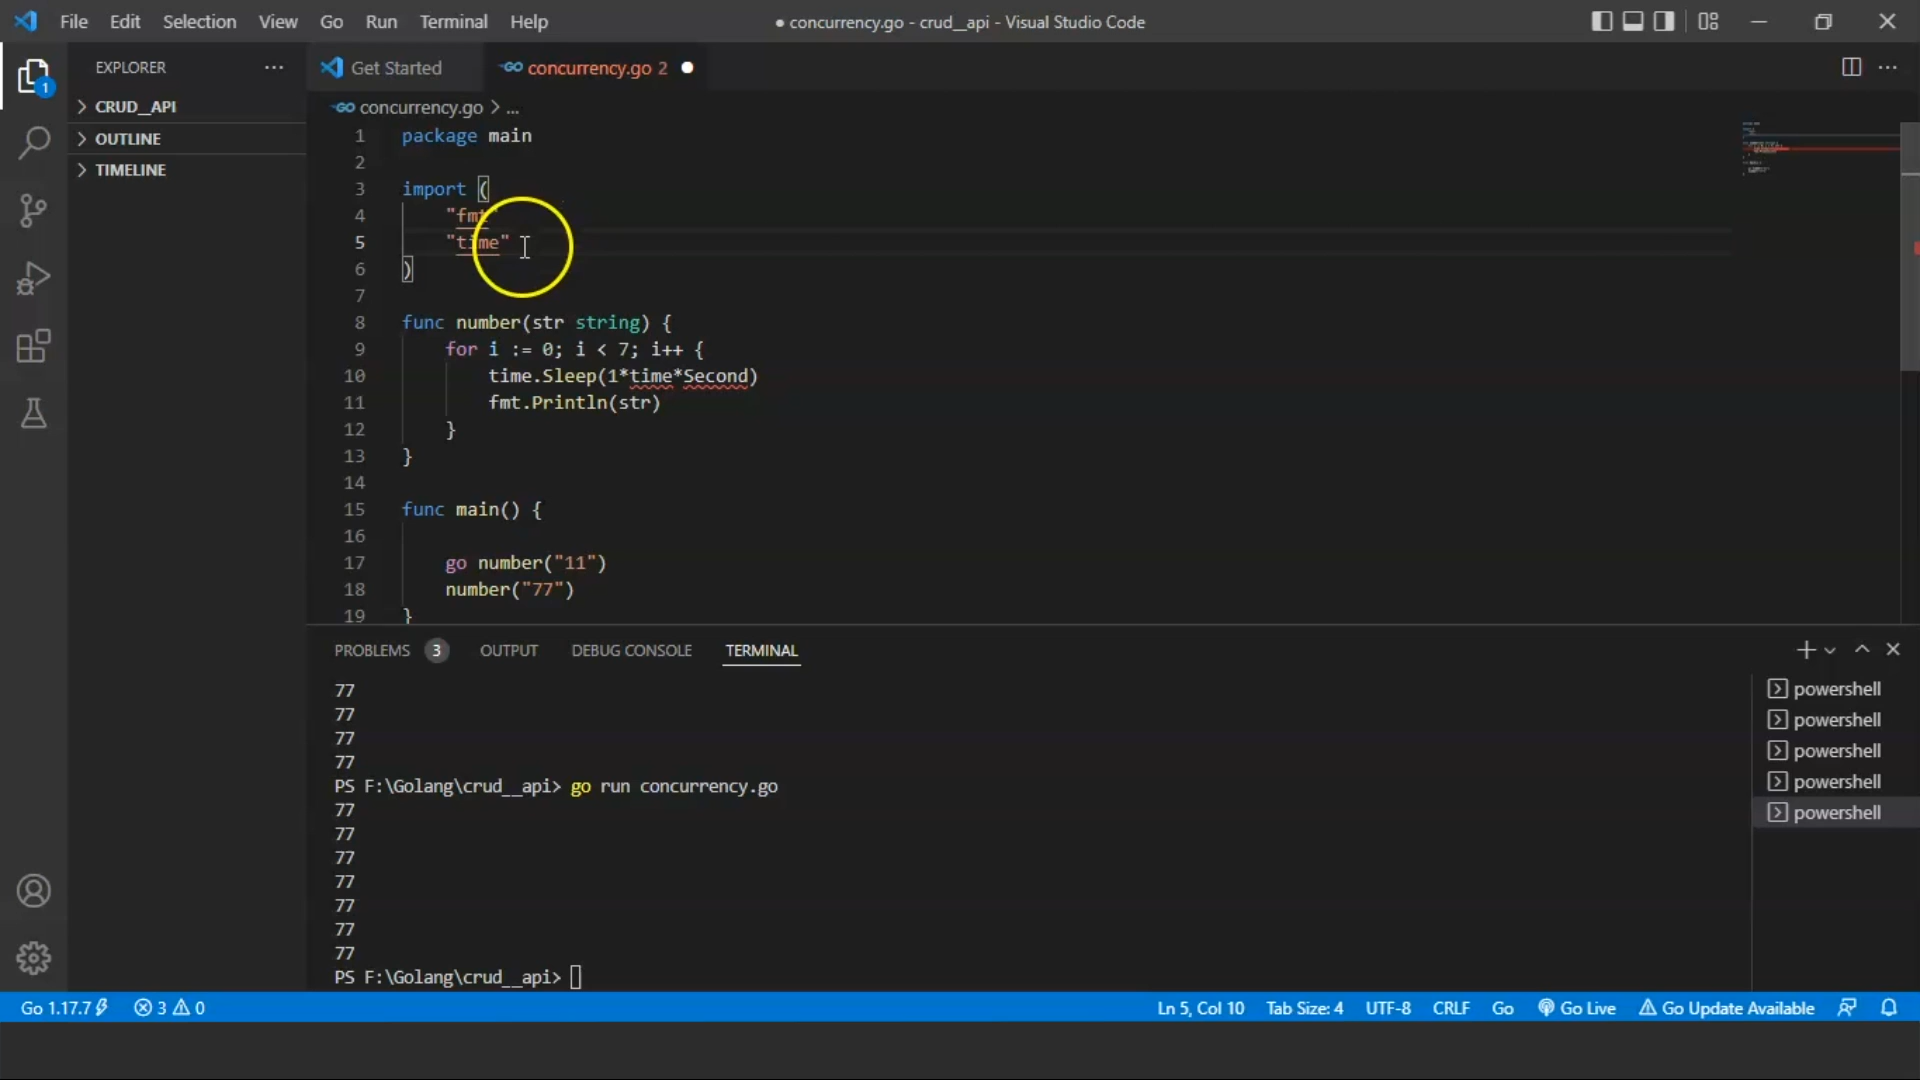 File Edit Selection View Go Run Terminal Help
● concurrency.go - crud__api - Visual Studio Code
EXPLORER
1
CRUD__API
OUTLINE
TIMELINE
Get Started
concurrency.go 2
concurrency.go > ...
1 package main
2
3 import (
4 "fmt"
5 "time"
6 )
7
8 func number(str string) {
9 for i := 0; i < 7; i++ {
10 time.Sleep(1*time*Second)
11 fmt.Println(str)
12 }
13 }
14
15 func main() {
16
17 go number("11")
18 number("77")
19 }
PROBLEMS 3 OUTPUT DEBUG CONSOLE TERMINAL
77
77
77
77
PS F:\Golang\crud__api> go run concurrency.go
77
77
77
77
77
77
77
PS F:\Golang\crud__api>
powershell
powershell
powershell
powershell
powershell
Go 1.17.7 3 0 Ln 5, Col 10 Tab Size: 4 UTF-8 CRLF Go Go Live Go Update Available